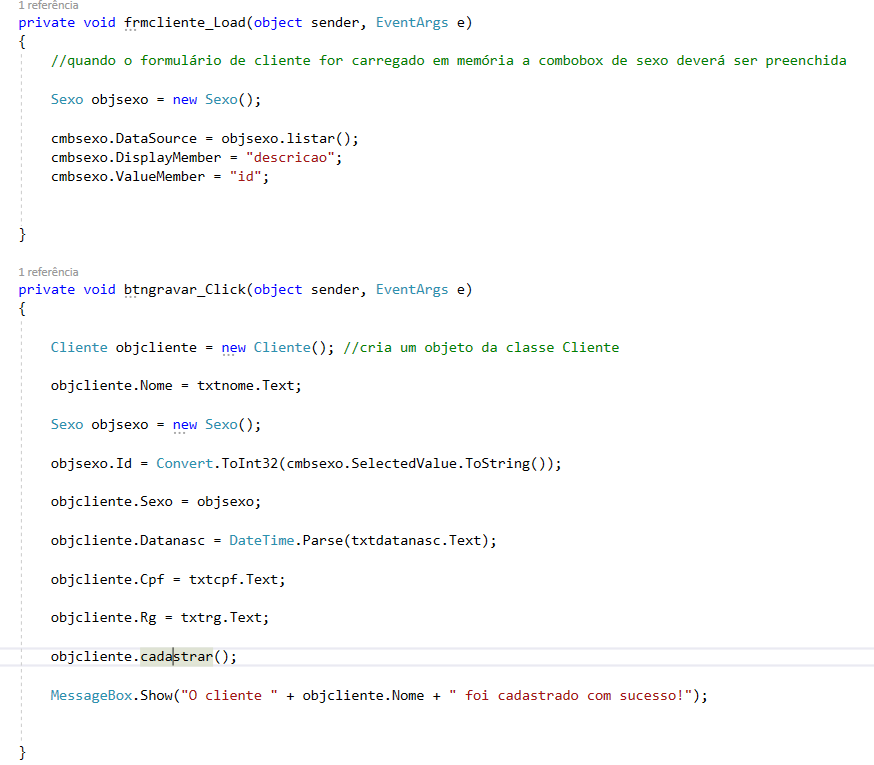 1 referência
private void frmcliente_Load(object sender, EventArgs e)
{
//quando o formulário de cliente for carregado em memória a combobox de sexo deverá ser preenchida
Sexo objsexo = new Sexo();
cmbsexo.DataSource = objsexo.listar();
cmbsexo.DisplayMember = "descricao";
cmbsexo.ValueMember = "id";
}
1 referência
private void btngravar_Click(object sender, EventArgs e)
{
Cliente objcliente = new Cliente(); //cria um objeto da classe Cliente
objcliente.Nome = txtnome.Text;
Sexo objsexo = new Sexo();
objsexo.Id = Convert.ToInt32(cmbsexo.SelectedValue.ToString());
objcliente.Sexo = objsexo;
objcliente.Datanasc = DateTime.Parse(txtdatanasc.Text);
objcliente.Cpf = txtcpf.Text;
objcliente.Rg = txtrg.Text;
objcliente.cadastrar();
MessageBox.Show("O cliente " + objcliente.Nome + " foi cadastrado com sucesso!");
}